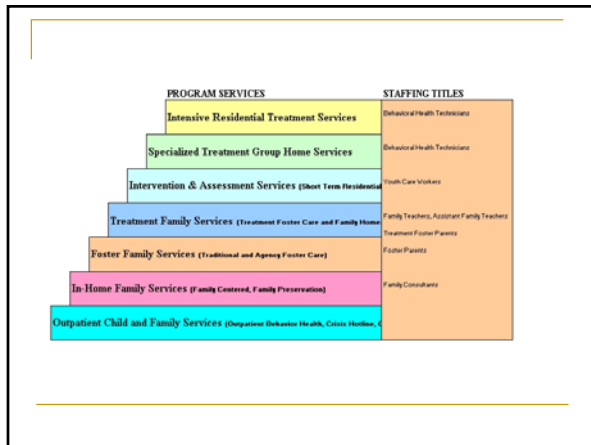 PROGRAM SERVICES STAFFING TITLES
Intensive Residential Treatment Services Behavioral Health Technicians
Specialized Treatment Group Home Services Behavioral Health Technicians
Intervention & Assessment Services (Short Term Residential Youth Care Workers
Treatment Family Services (Treatment Foster Care and Family Home Family Teachers, Assistant Family Teachers
Treatment Foster Parents
Foster Family Services (Traditional and Agency Foster Care) Foster Parents
In-Home Family Services (Family Centered, Family Preservation) Family Consultants
Outpatient Child and Family Services (Outpatient Behavior Health, Crisis Hotline,